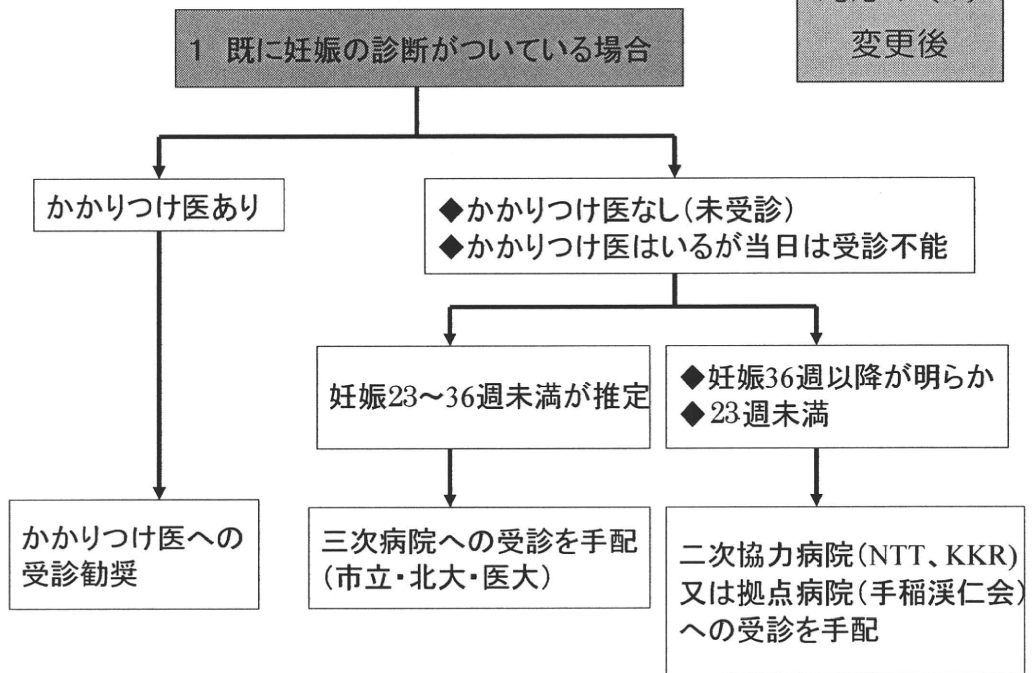 変更後
1 既に妊娠の診断がついている場合
かかりつけ医あり
◆かかりつけ医なし(未受診)
◆かかりつけ医はいるが当日は受診不能
妊娠23~36週未満が推定
◆妊娠36週以降が明らか
◆23週未満
かかりつけ医への
受診勧奨
三次病院への受診を手配
(市立・北大・医大)
二次協力病院(NTT、KKR)
又は拠点病院(手稲渓仁会)
への受診を手配